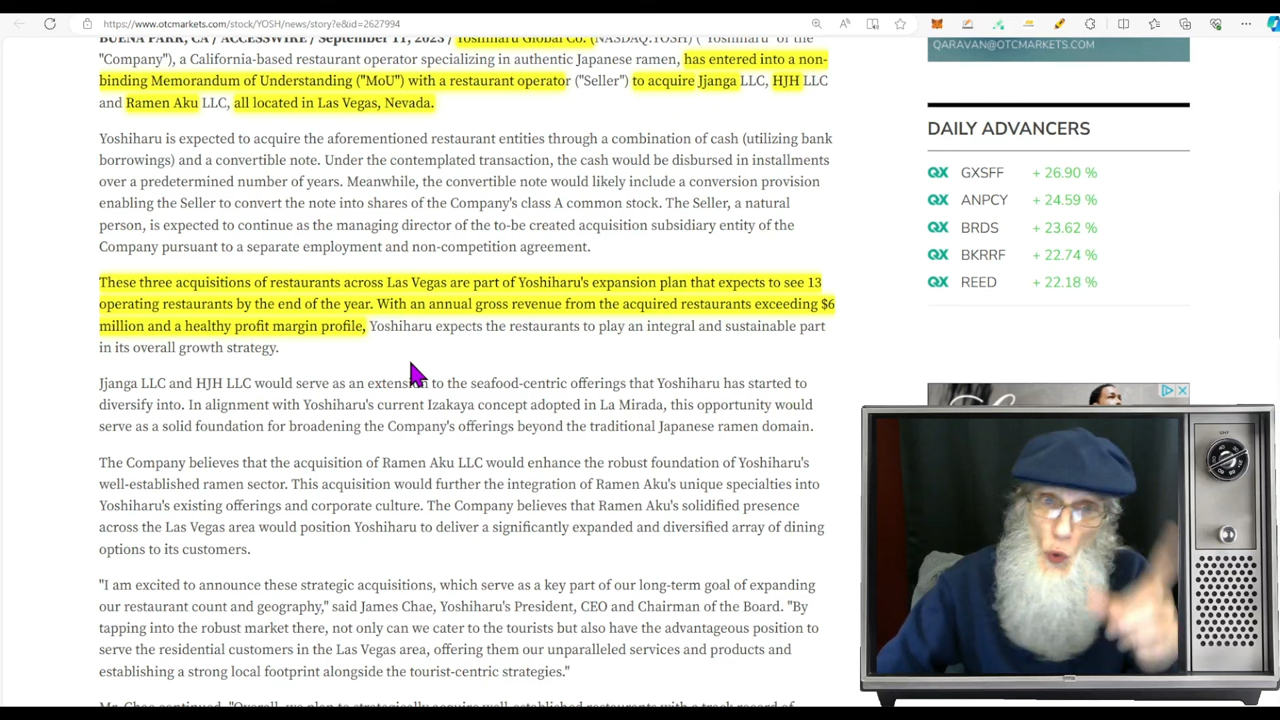 https://www.otcmarkets.com/stock/YOSH/news/story?e&id=2627994
BUENA PARK, CA / ACCESSWIRE / September 11, 2023 / Yoshiharu Global Co. (NASDAQ:YOSH) ("Yoshiharu" or the
"Company"), a California-based restaurant operator specializing in authentic Japanese ramen, has entered into a non-
binding Memorandum of Understanding ("MoU") with a restaurant operator ("Seller") to acquire Jjanga LLC, HJH LLC
and Ramen Aku LLC, all located in Las Vegas, Nevada.
Yoshiharu is expected to acquire the aforementioned restaurant entities through a combination of cash (utilizing bank
borrowings) and a convertible note. Under the contemplated transaction, the cash would be disbursed in installments
over a predetermined number of years. Meanwhile, the convertible note would likely include a conversion provision
enabling the Seller to convert the note into shares of the Company's class A common stock. The Seller, a natural
person, is expected to continue as the managing director of the to-be created acquisition subsidiary entity of the
Company pursuant to a separate employment and non-competition agreement.
These three acquisitions of restaurants across Las Vegas are part of Yoshiharu's expansion plan that expects to see 13
operating restaurants by the end of the year. With an annual gross revenue from the acquired restaurants exceeding $6
million and a healthy profit margin profile, Yoshiharu expects the restaurants to play an integral and sustainable part
in its overall growth strategy.
Jjanga LLC and HJH LLC would serve as an extension to the seafood-centric offerings that Yoshiharu has started to
diversify into. In alignment with Yoshiharu's current Izakaya concept adopted in La Mirada, this opportunity would
serve as a solid foundation for broadening the Company's offerings beyond the traditional Japanese ramen domain.
The Company believes that the acquisition of Ramen Aku LLC would enhance the robust foundation of Yoshiharu's
well-established ramen sector. This acquisition would further the integration of Ramen Aku's unique specialties into
Yoshiharu's existing offerings and corporate culture. The Company believes that Ramen Aku's solidified presence
across the Las Vegas area would position Yoshiharu to deliver a significantly expanded and diversified array of dining
options to its customers.
"I am excited to announce these strategic acquisitions, which serve as a key part of our long-term goal of expanding
our restaurant count and geography," said James Chae, Yoshiharu's President, CEO and Chairman of the Board. "By
tapping into the robust market there, not only can we cater to the tourists but also have the advantageous position to
serve the residential customers in the Las Vegas area, offering them our unparalleled services and products and
establishing a strong local footprint alongside the tourist-centric strategies."
Mr. Chae continued, "Overall, we plan to strategically acquire well-established restaurants with a track record of
QARAVAN@OTCMARKETS.COM
DAILY ADVANCERS
QX GXSFF + 26.90 %
QX ANPCY + 24.59 %
QX BRDS + 23.62 %
QX BKRRF + 22.74 %
QX REED + 22.18 %